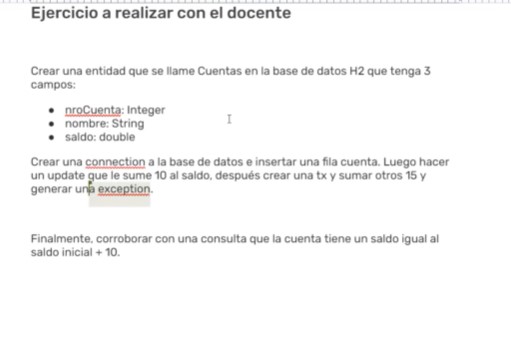 Ejercicio a realizar con el docente
Crear una entidad que se llame Cuentas en la base de datos H2 que tenga 3
campos:
• nroCuenta: Integer
• nombre: String
• saldo: double
Crear una connection a la base de datos e insertar una fila cuenta. Luego hacer
un update que le sume 10 al saldo, después crear una tx y sumar otros 15 y
generar una exception.
Finalmente, corroborar con una consulta que la cuenta tiene un saldo igual al
saldo inicial + 10.